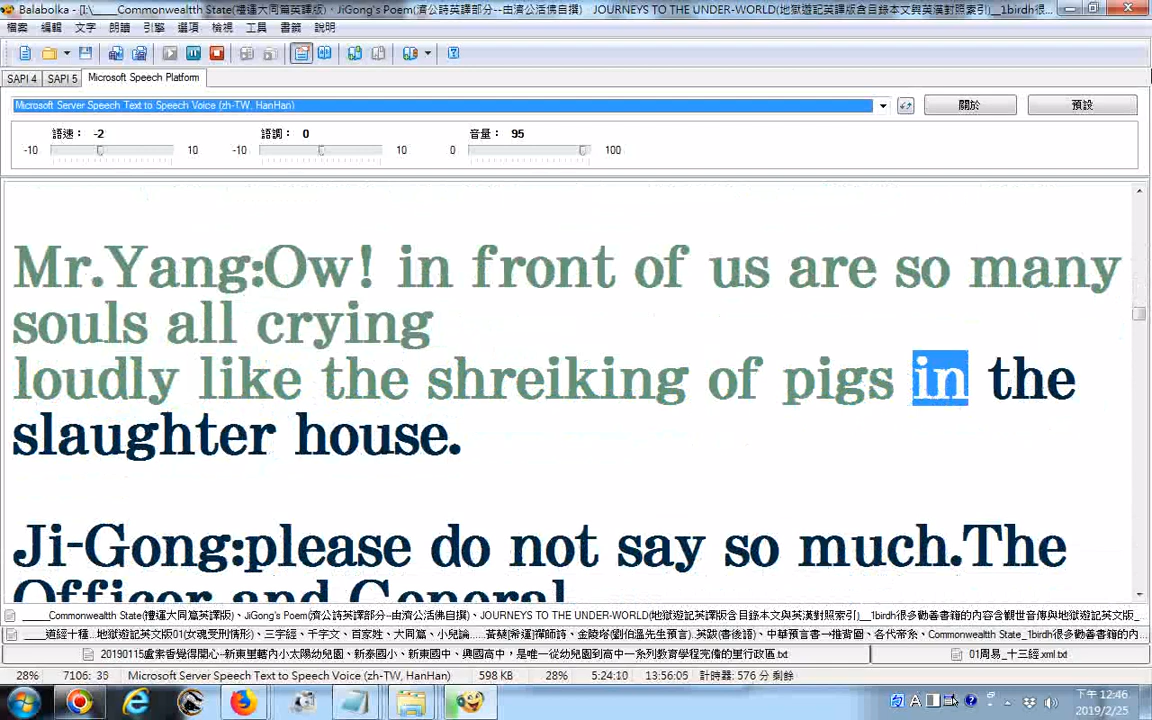 Balabolka - [I:\____Commonwealth State(禮運大同篇英譯版)、JiGong's Poem(濟公詩英譯部分--由濟公活佛自撰)　JOURNEYS TO THE UNDER-WORLD(地獄遊記英譯版含目錄本文與英漢對照索引)__1birdh很...
檔案 編輯 文字 朗讀 引擎 選項 檢視 工具 書籤 說明
SAPI 4 SAPI 5 Microsoft Speech Platform
Microsoft Server Speech Text to Speech Voice (zh-TW, HanHan) 關於 預設
語速： -2 語調： 0 音量： 95
-10 10 -10 10 0 100
Mr.Yang:Ow! in front of us are so many
souls all crying
loudly like the shreiking of pigs in the
slaughter house.
Ji-Gong:please do not say so much.The
Officer and General
____Commonwealth State(禮運大同篇英譯版)、JiGong's Poem(濟公詩英譯部分--由濟公活佛自撰)、JOURNEYS TO THE UNDER-WORLD(地獄遊記英譯版含目錄本文與英漢對照索引)__1birdh很多勸善書籍的內容含觀世音傳與地獄遊記英文版_
___道經十種...地獄遊記英文版01(女魂受刑情形)、三字經、千字文、百家姓、大同篇、小兒論......黃蘗[希運]禪師詩、金陵塔(劉伯溫先生預言).英跋(書後語)、中華預言書---推背圖、各代帝系、Commonwealth State_1birdh很多勸善書籍的內...
20190115盧素香覺得開心--新東里轄內小太陽幼兒園、新泰國小、新東國中、興國高中，是唯一從幼兒園到高中一系列教育學程完備的里行政區.txt 01周易_十三經.xml.txt
28% 7106: 38 Microsoft Server Speech Text to Speech Voice (zh-TW, HanHan) 598 KB 28% 5:24:10 13:56:05 計時器: 576 分 剩餘
下午 12:46
2019/2/25